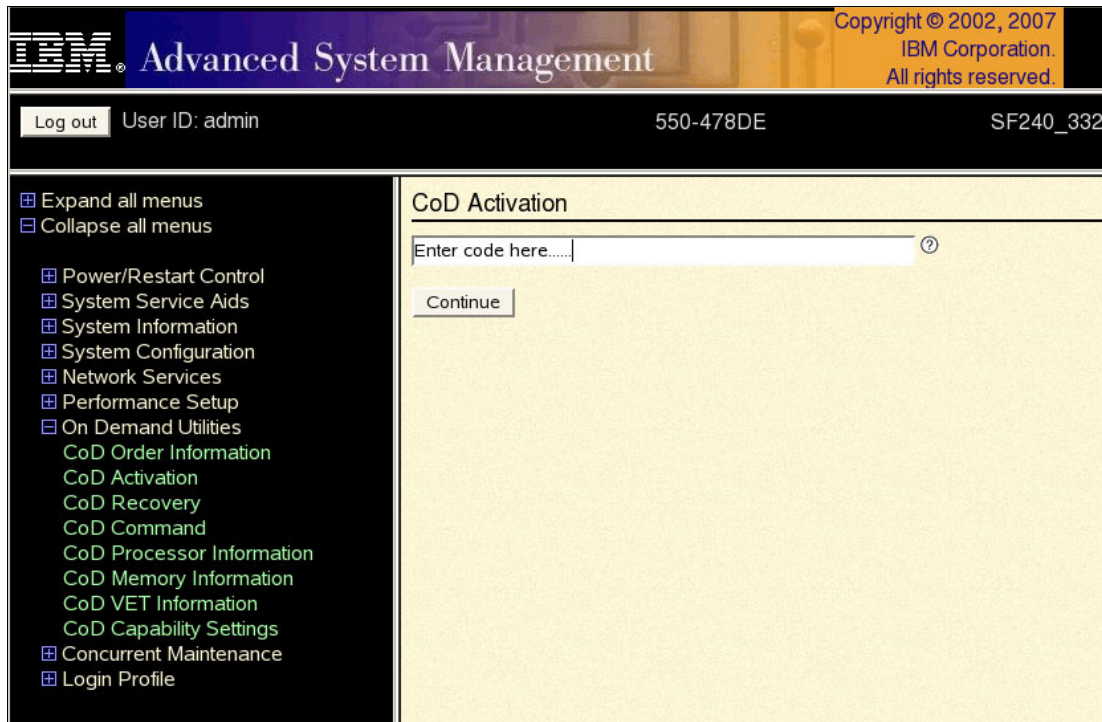 IBM® Advanced System Management
Copyright © 2002, 2007
IBM Corporation.
All rights reserved.
Log out User ID: admin 550-478DE SF240_332
Expand all menus
Collapse all menus
Power/Restart Control
System Service Aids
System Information
System Configuration
Network Services
Performance Setup
On Demand Utilities
CoD Order Information
CoD Activation
CoD Recovery
CoD Command
CoD Processor Information
CoD Memory Information
CoD VET Information
CoD Capability Settings
Concurrent Maintenance
Login Profile
CoD Activation
Enter code here...... ?
Continue